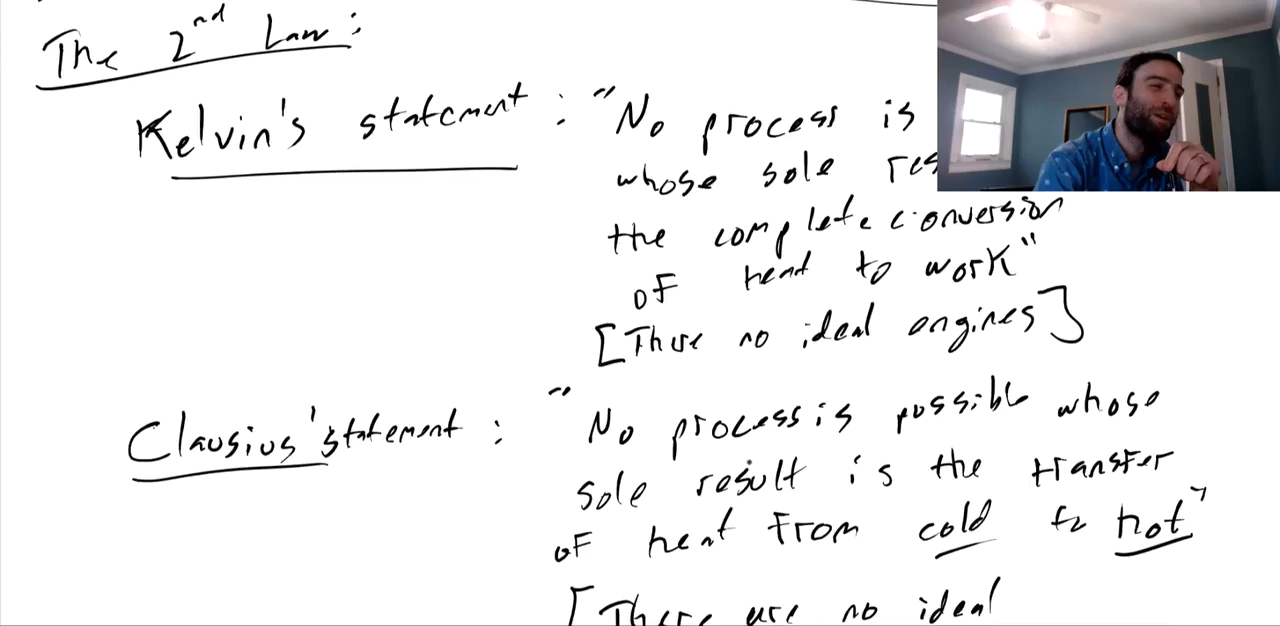 The 2nd Law:
Kelvin's statement : "No process is
whose sole res
the complete conversion
of heat to work"
[There no ideal engines]
Clausius' statement : "No process is possible whose
sole result is the transfer
of heat from cold to hot"
[There are no ideal